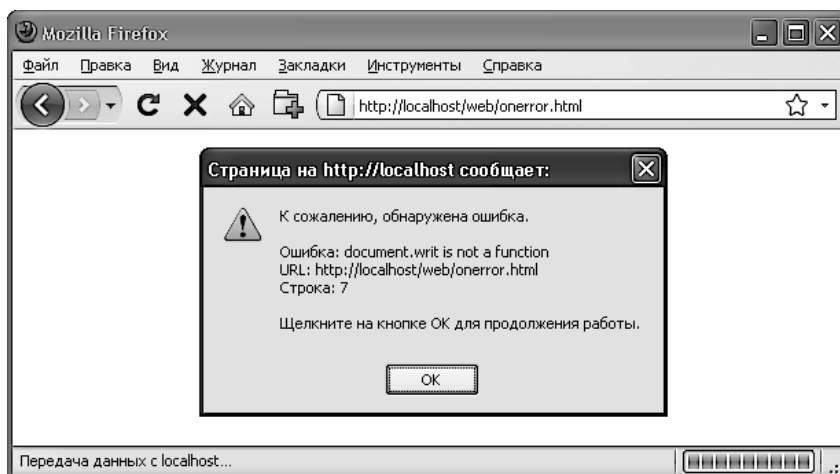 Mozilla Firefox
Файл Правка Вид Журнал Закладки Инструменты Справка
http://localhost/web/onerror.html
Страница на http://localhost сообщает:
К сожалению, обнаружена ошибка.
Ошибка: document.writ is not a function
URL: http://localhost/web/onerror.html
Строка: 7
Щелкните на кнопке ОК для продолжения работы.
ОК
Передача данных с localhost...